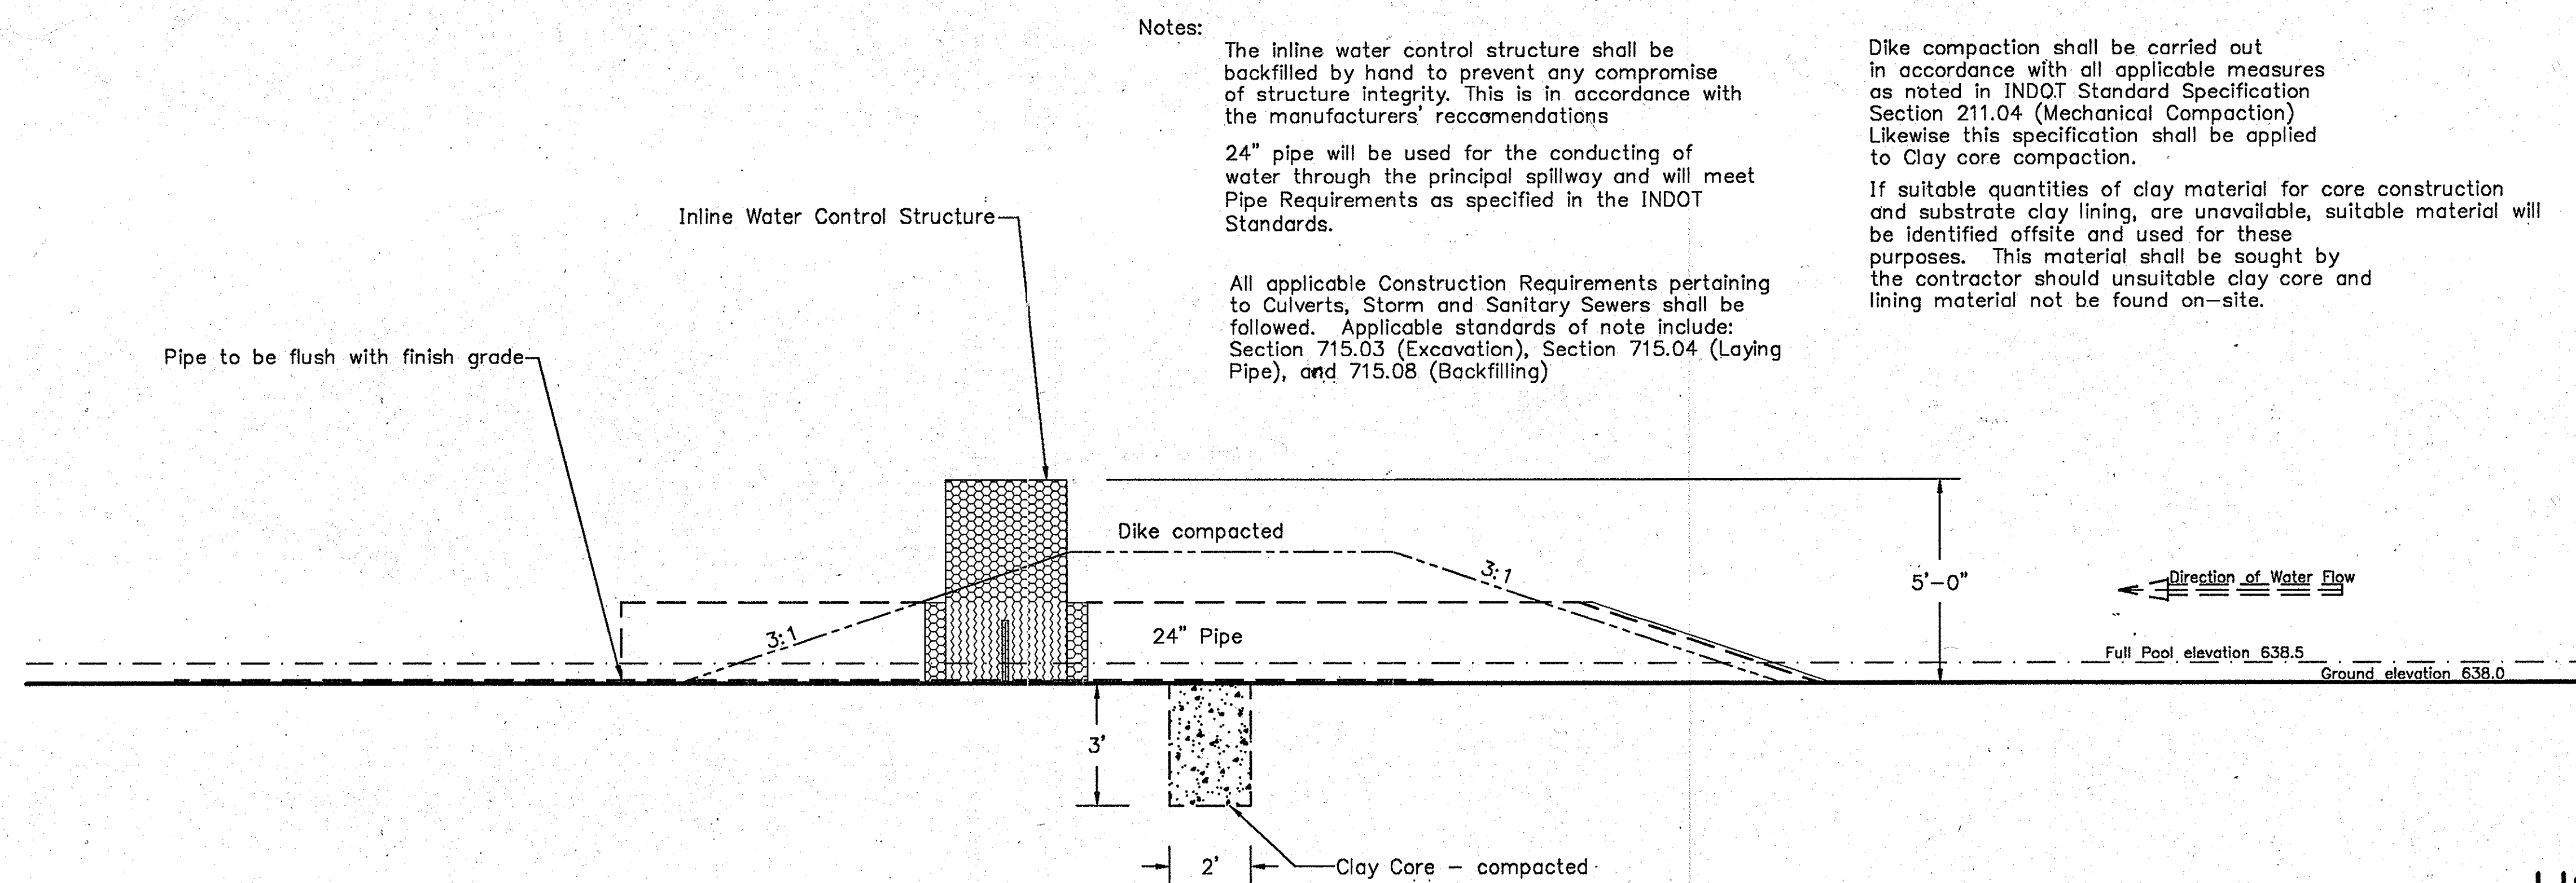 Notes:
The inline water control structure shall be
backfilled by hand to prevent any compromise
of structure integrity. This is in accordance with
the manufacturers' reccomendations
24" pipe will be used for the conducting of
water through the principal spillway and will meet
Pipe Requirements as specified in the INDOT
Standards.
All applicable Construction Requirements pertaining
to Culverts, Storm and Sanitary Sewers shall be
followed. Applicable standards of note include:
Section 715.03 (Excavation), Section 715.04 (Laying
Pipe), and 715.08 (Backfilling)
Dike compaction shall be carried out
in accordance with all applicable measures
as noted in INDOT Standard Specification
Section 211.04 (Mechanical Compaction)
Likewise this specification shall be applied
to Clay core compaction.
If suitable quantities of clay material for core construction
and substrate clay lining, are unavailable, suitable material will
be identified offsite and used for these
purposes. This material shall be sought by
the contractor should unsuitable clay core and
lining material not be found on-site.
Inline Water Control Structure
Pipe to be flush with finish grade
Dike compacted
3:1
3:1
24" Pipe
5'-0"
Direction of Water Flow
Full Pool elevation 638.5
Ground elevation 638.0
3'
2'
Clay Core - compacted